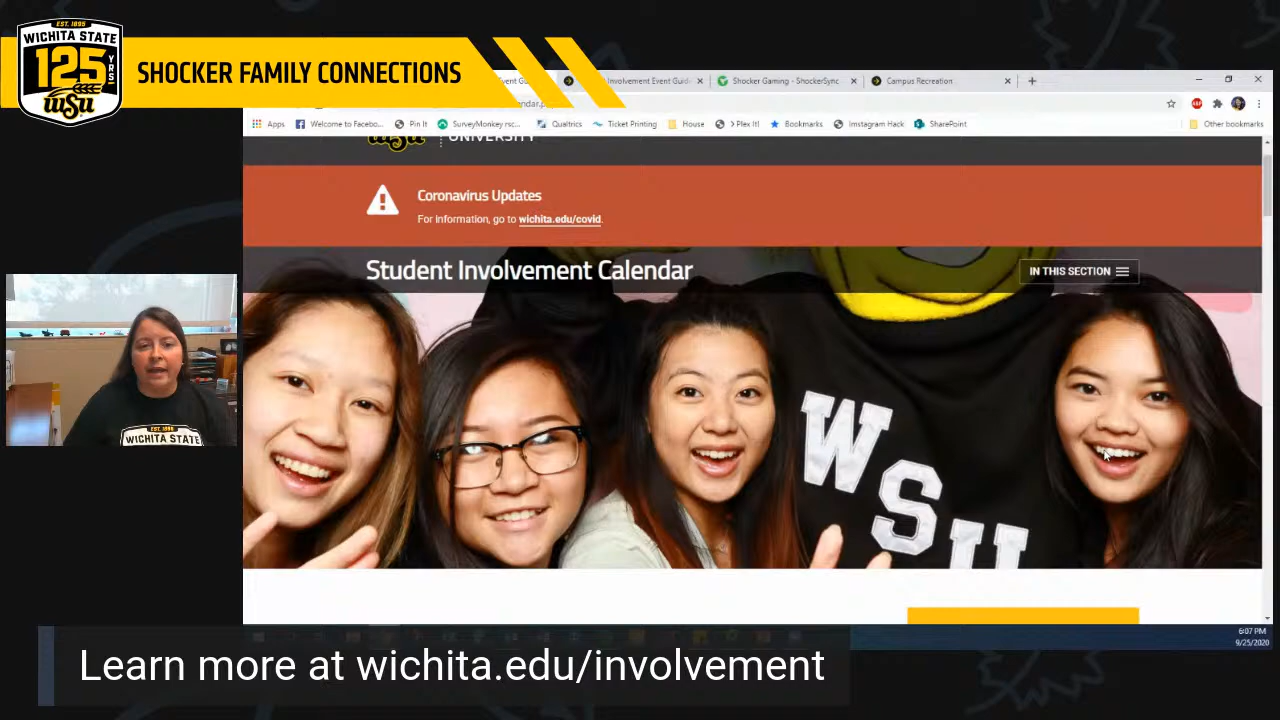 EST. 1895
WICHITA STATE
125
YRS
WSU
SHOCKER FAMILY CONNECTIONS
Involvement Event Guid
Shocker Gaming - ShockerSync
Campus Recreation
Apps
Welcome to Facebo...
Pin It
SurveyMonkey rsc...
Qualtrics
Ticket Printing
House
> Plex It!
Bookmarks
Instagram Hack
SharePoint
Other bookmarks
UNIVERSITY
Coronavirus Updates
For information, go to wichita.edu/covid.
Student Involvement Calendar
IN THIS SECTION
WSU
EST. 1895
WICHITA STATE
6:07 PM
9/25/2020
Learn more at wichita.edu/involvement